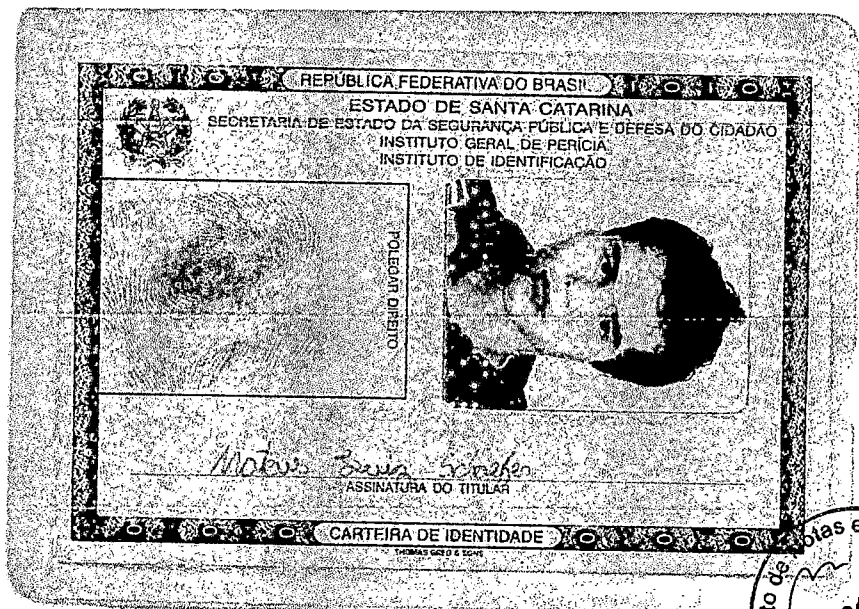 REPÚBLICA FEDERATIVA DO BRASIL
ESTADO DE SANTA CATARINA
SECRETARIA DE ESTADO DA SEGURANÇA PÚBLICA E DEFESA DO CIDADÃO
INSTITUTO GERAL DE PERÍCIA
INSTITUTO DE IDENTIFICAÇÃO
POLEGAR DIREITO
Mateus
ASSINATURA DO TITULAR
CARTEIRA DE IDENTIDADE
THOMAS GREG & SONS